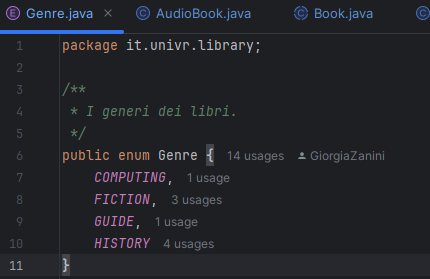 Genre.java × AudioBook.java Book.java
1 package it.univr.library;
2
3 /**
4 * I generi dei libri.
5 */
6 public enum Genre { 14 usages GiorgiaZanini
7 COMPUTING, 1 usage
8 FICTION, 3 usages
9 GUIDE, 1 usage
10 HISTORY 4 usages
11 }